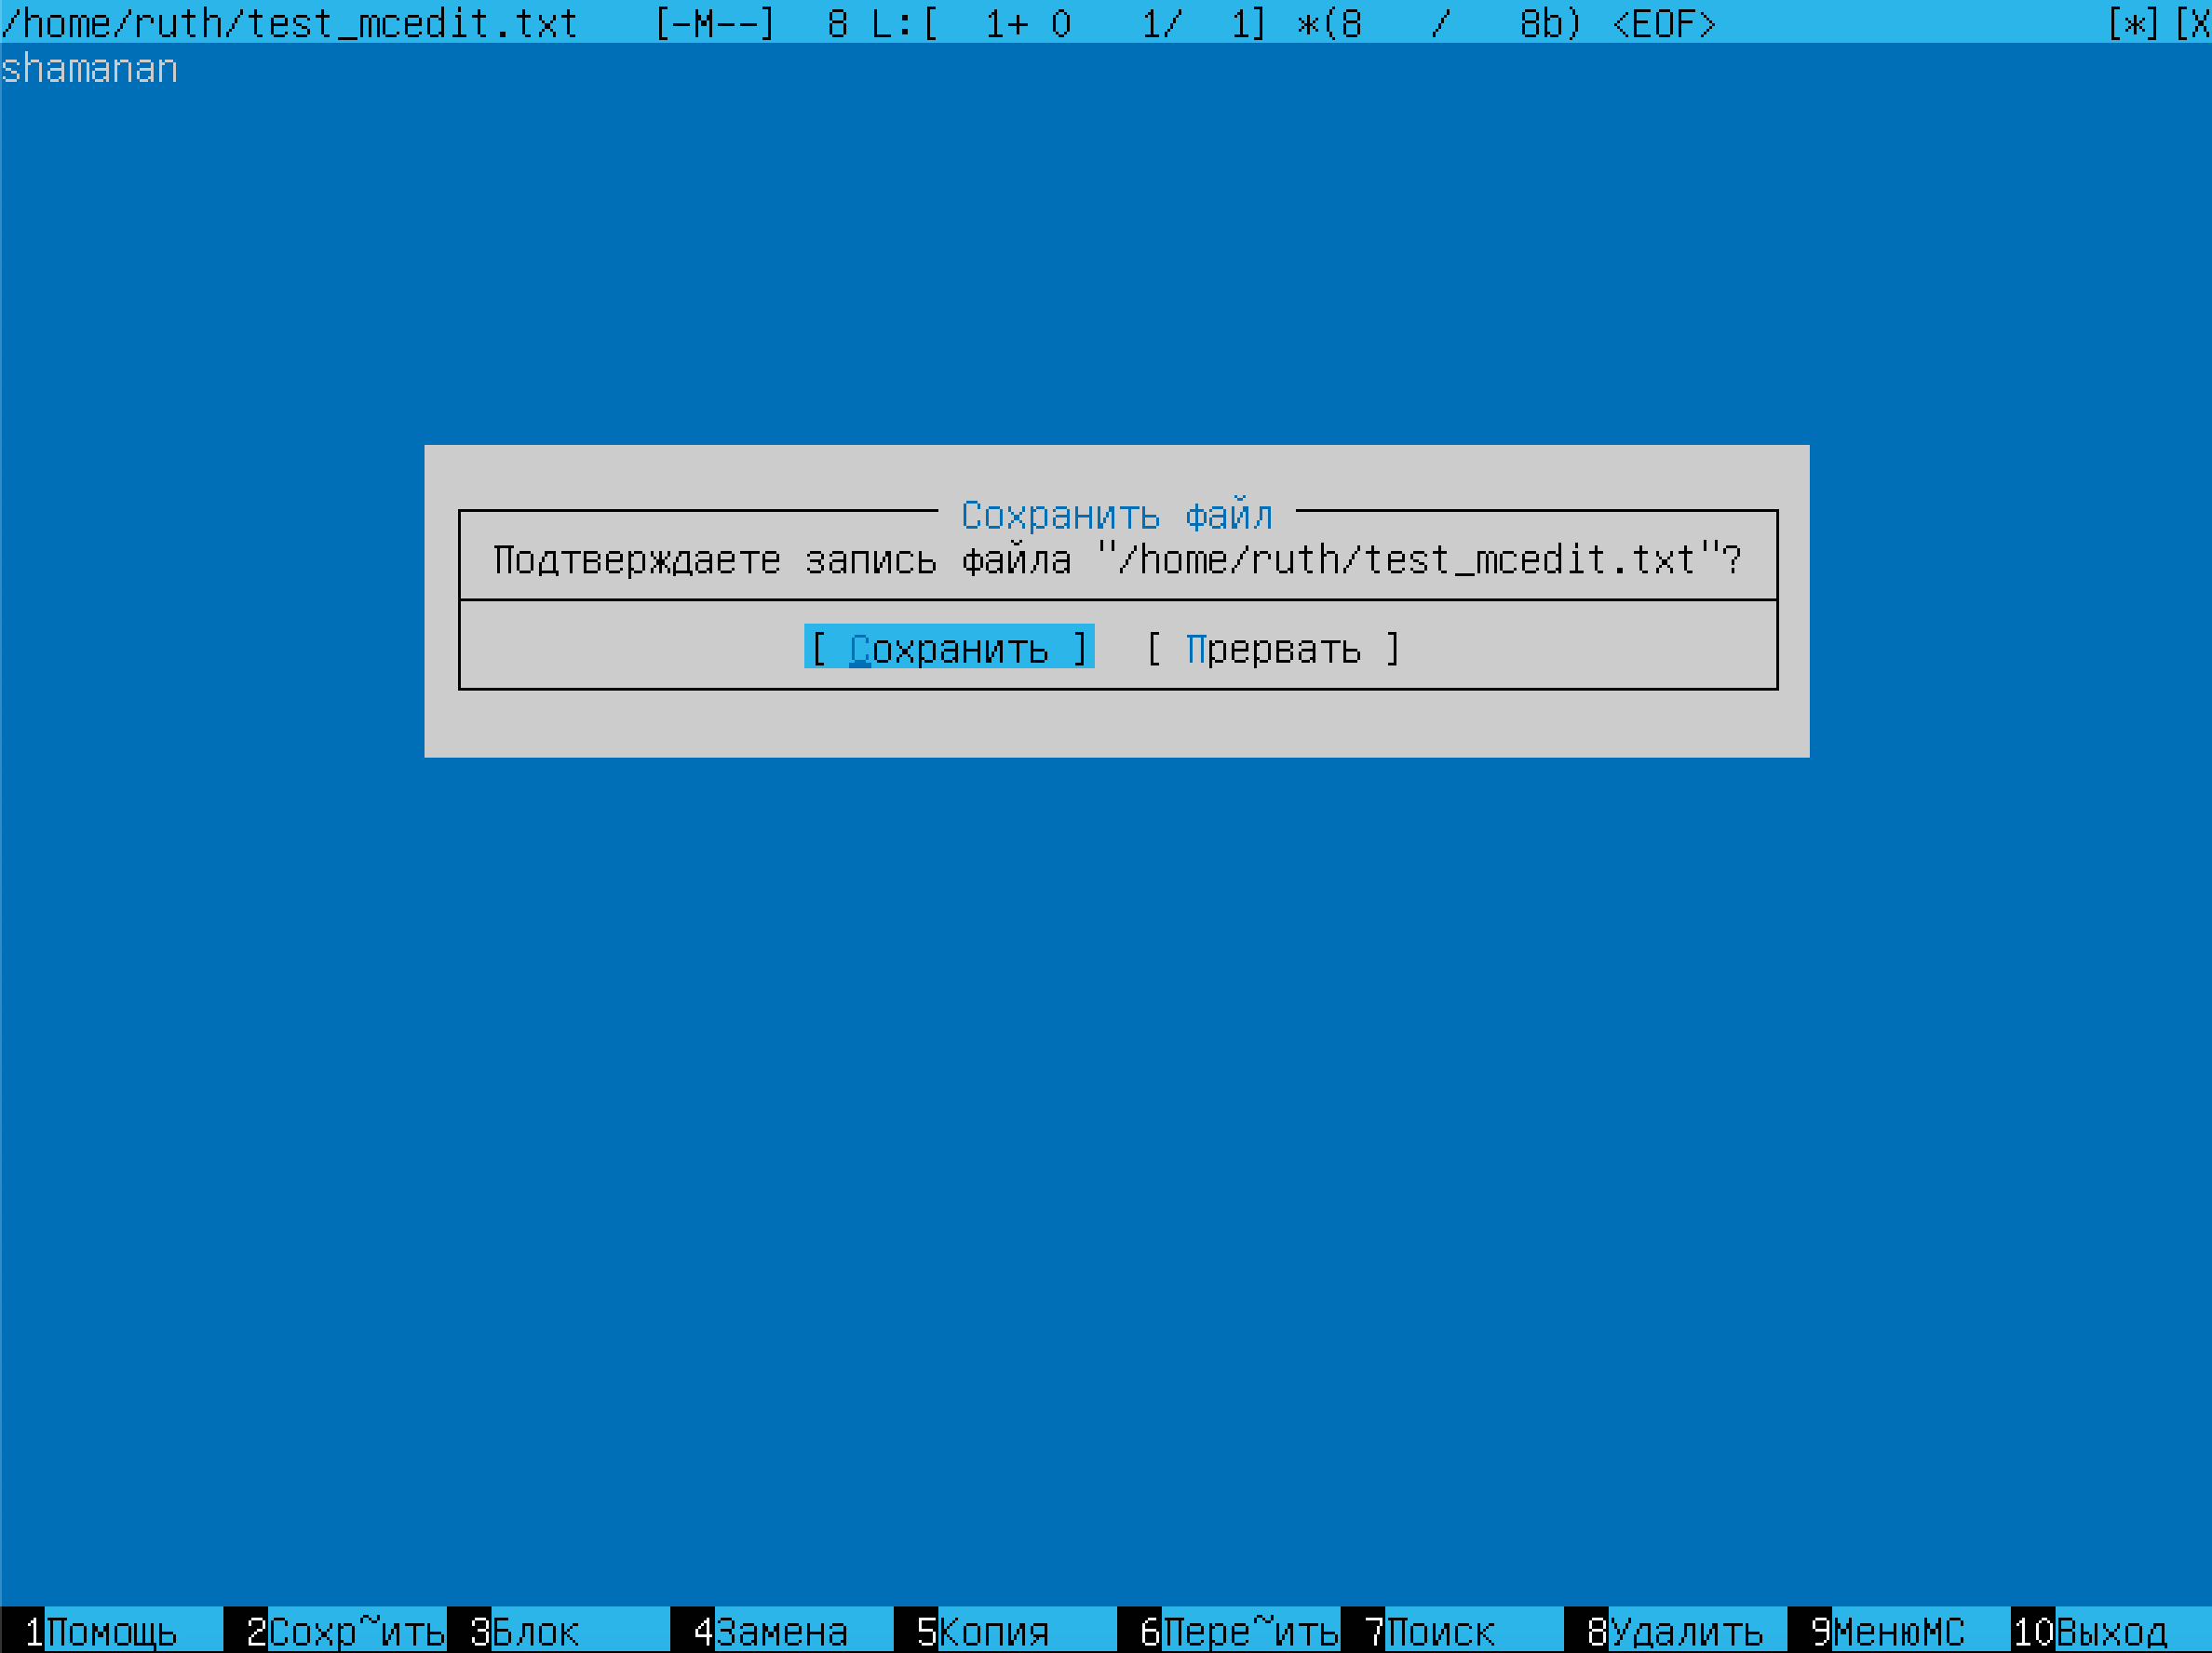 /home/ruth/test_mcedit.txt [-M--] 8 L:[ 1+ 0 1/ 1] *(8 / 8b) <EOF> [*][X
shamanan
Сохранить файл
Подтверждаете запись файла "/home/ruth/test_mcedit.txt"?
[ Сохранить ] [ Прервать ]
1Помощь 2Сохр~ить 3Блок 4Замена 5Копия 6Пере~ить 7Поиск 8Удалить 9МенюMC 10Выход